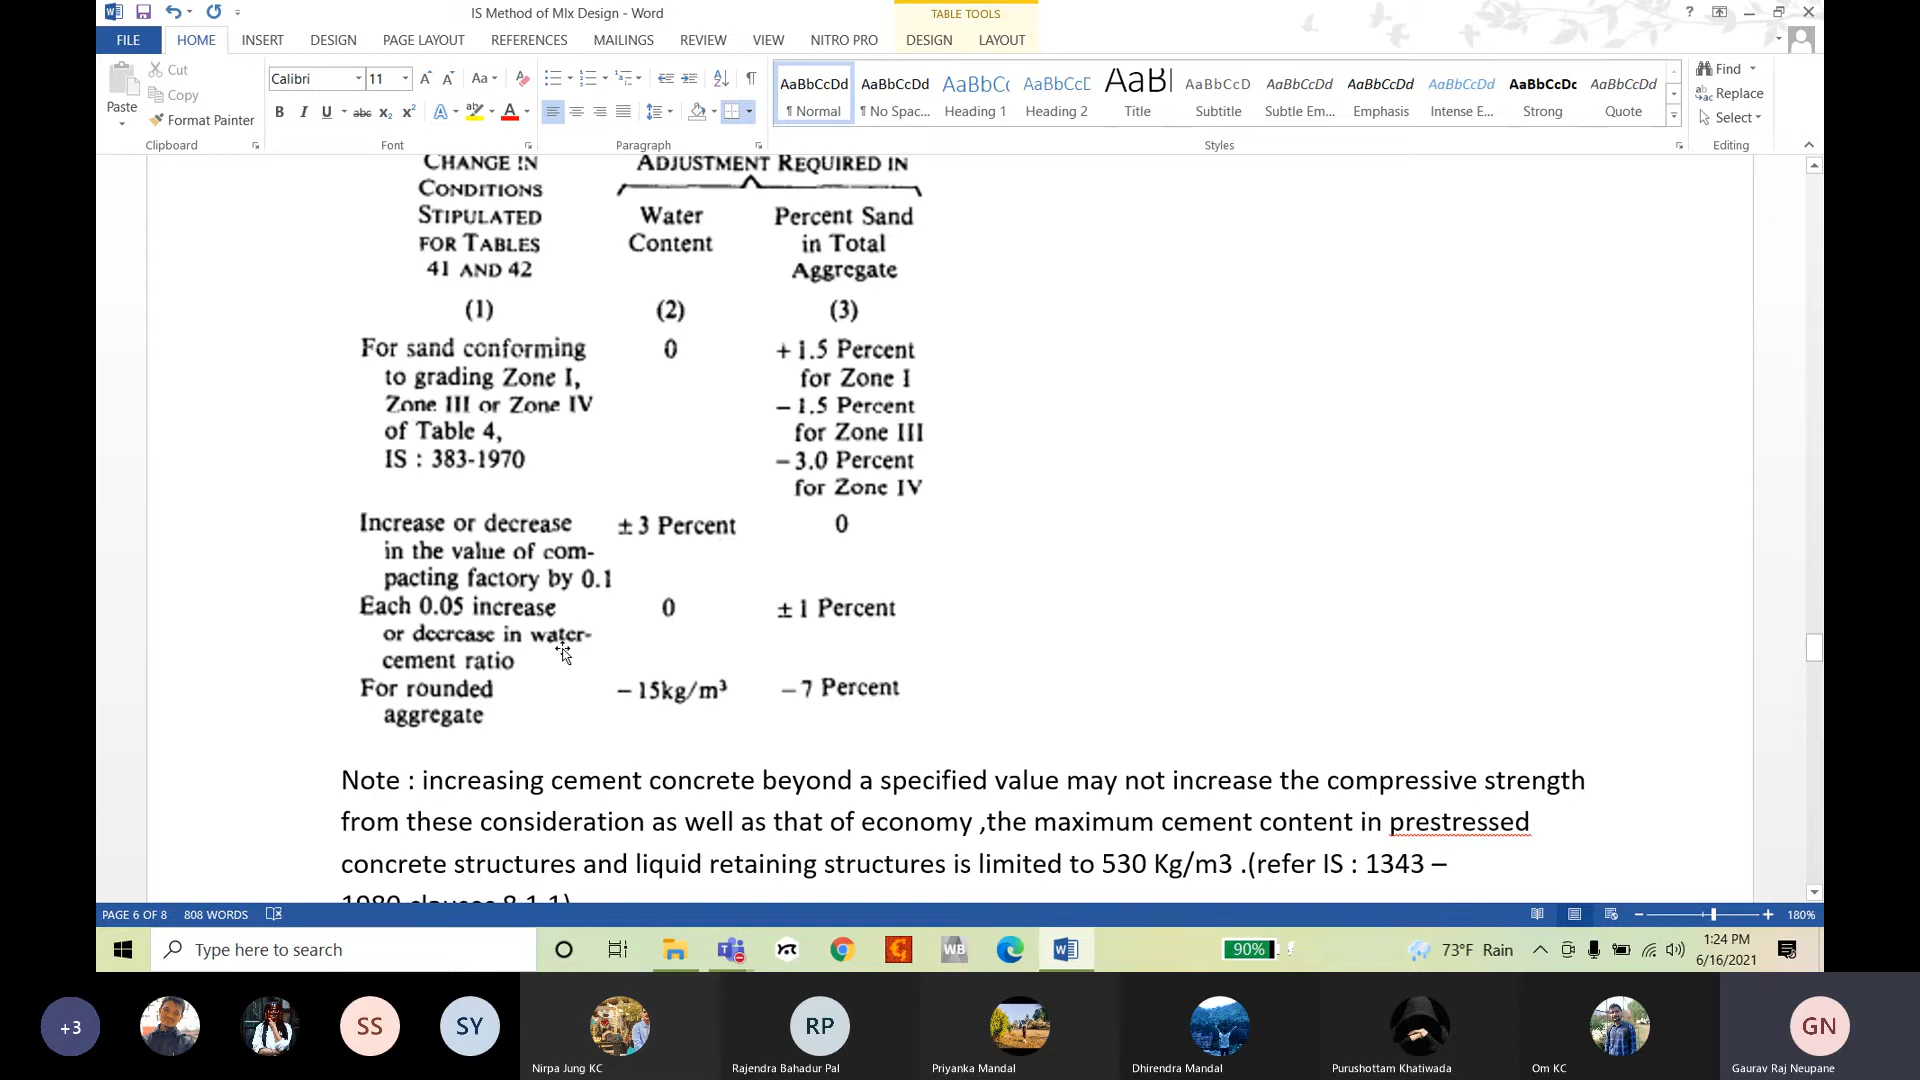 IS Method of MIx Design - Word
TABLE TOOLS
?
FILE
HOME
INSERT
DESIGN
PAGE LAYOUT
REFERENCES
MAILINGS
REVIEW
VIEW
NITRO PRO
DESIGN
LAYOUT
Paste
Cut
Copy
Format Painter
Clipboard
Calibri
11
Aa
B I U abc x₂ x²
Font
Paragraph
AaBbCcDd AaBbCcDd AaBbCc AaBbCcD AaB AaBbCcD AaBbCcDd AaBbCcDd AaBbCcDd AaBbCcDc AaBbCcDd
¶ Normal ¶ No Spac... Heading 1 Heading 2 Title Subtitle Subtle Em... Emphasis Intense E... Strong Quote
Styles
Find
Replace
Select
Editing
CHANGE IN
CONDITIONS
STIPULATED
FOR TABLES
41 AND 42
ADJUSTMENT REQUIRED IN
Water
Content
Percent Sand
in Total
Aggregate
(1) (2) (3)
For sand conforming
to grading Zone I,
Zone III or Zone IV
of Table 4,
IS : 383-1970
0
+ 1.5 Percent
for Zone I
– 1.5 Percent
for Zone III
– 3.0 Percent
for Zone IV
Increase or decrease
in the value of com-
pacting factory by 0.1
± 3 Percent
0
Each 0.05 increase
or decrease in water-
cement ratio
0
± 1 Percent
For rounded
aggregate
– 15kg/m³
– 7 Percent
Note : increasing cement concrete beyond a specified value may not increase the compressive strength
from these consideration as well as that of economy ,the maximum cement content in prestressed
concrete structures and liquid retaining structures is limited to 530 Kg/m3 .(refer IS : 1343 –
1980 clauses 8.1.1)
PAGE 6 OF 8
808 WORDS
180%
Type here to search
WB
90%
73°F Rain
1:24 PM
6/16/2021
+3
SS
SY
Nirpa Jung KC
RP
Rajendra Bahadur Pal
Priyanka Mandal
Dhirendra Mandal
Purushottam Khatiwada
Om KC
GN
Gaurav Raj Neupane